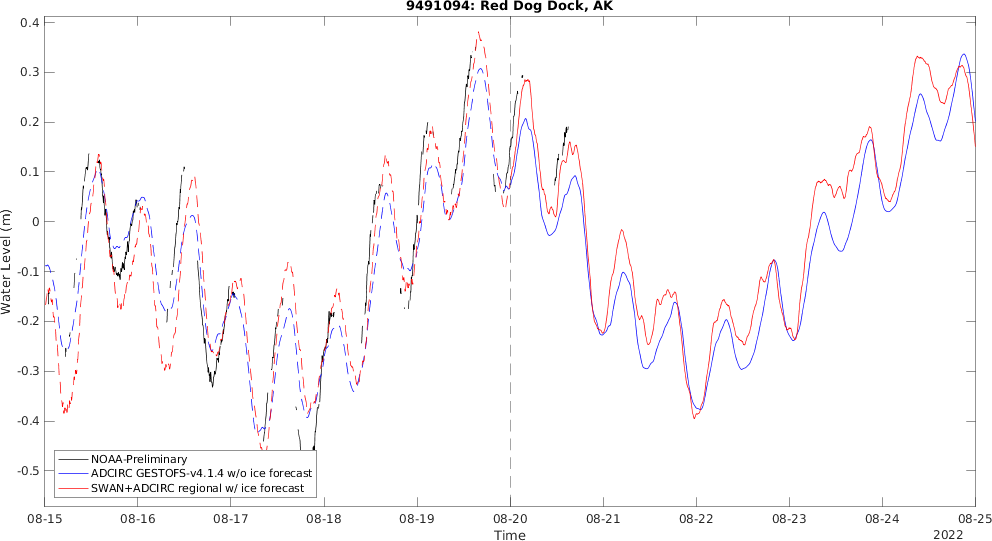 9491094: Red Dog Dock, AK
Water Level (m)
0.4
0.3
0.2
0.1
0
-0.1
-0.2
-0.3
-0.4
-0.5
NOAA-Preliminary
ADCIRC GESTOFS-v4.1.4 w/o ice forecast
SWAN+ADCIRC regional w/ ice forecast
08-15 08-16 08-17 08-18 08-19 08-20 08-21 08-22 08-23 08-24 08-25
Time
2022